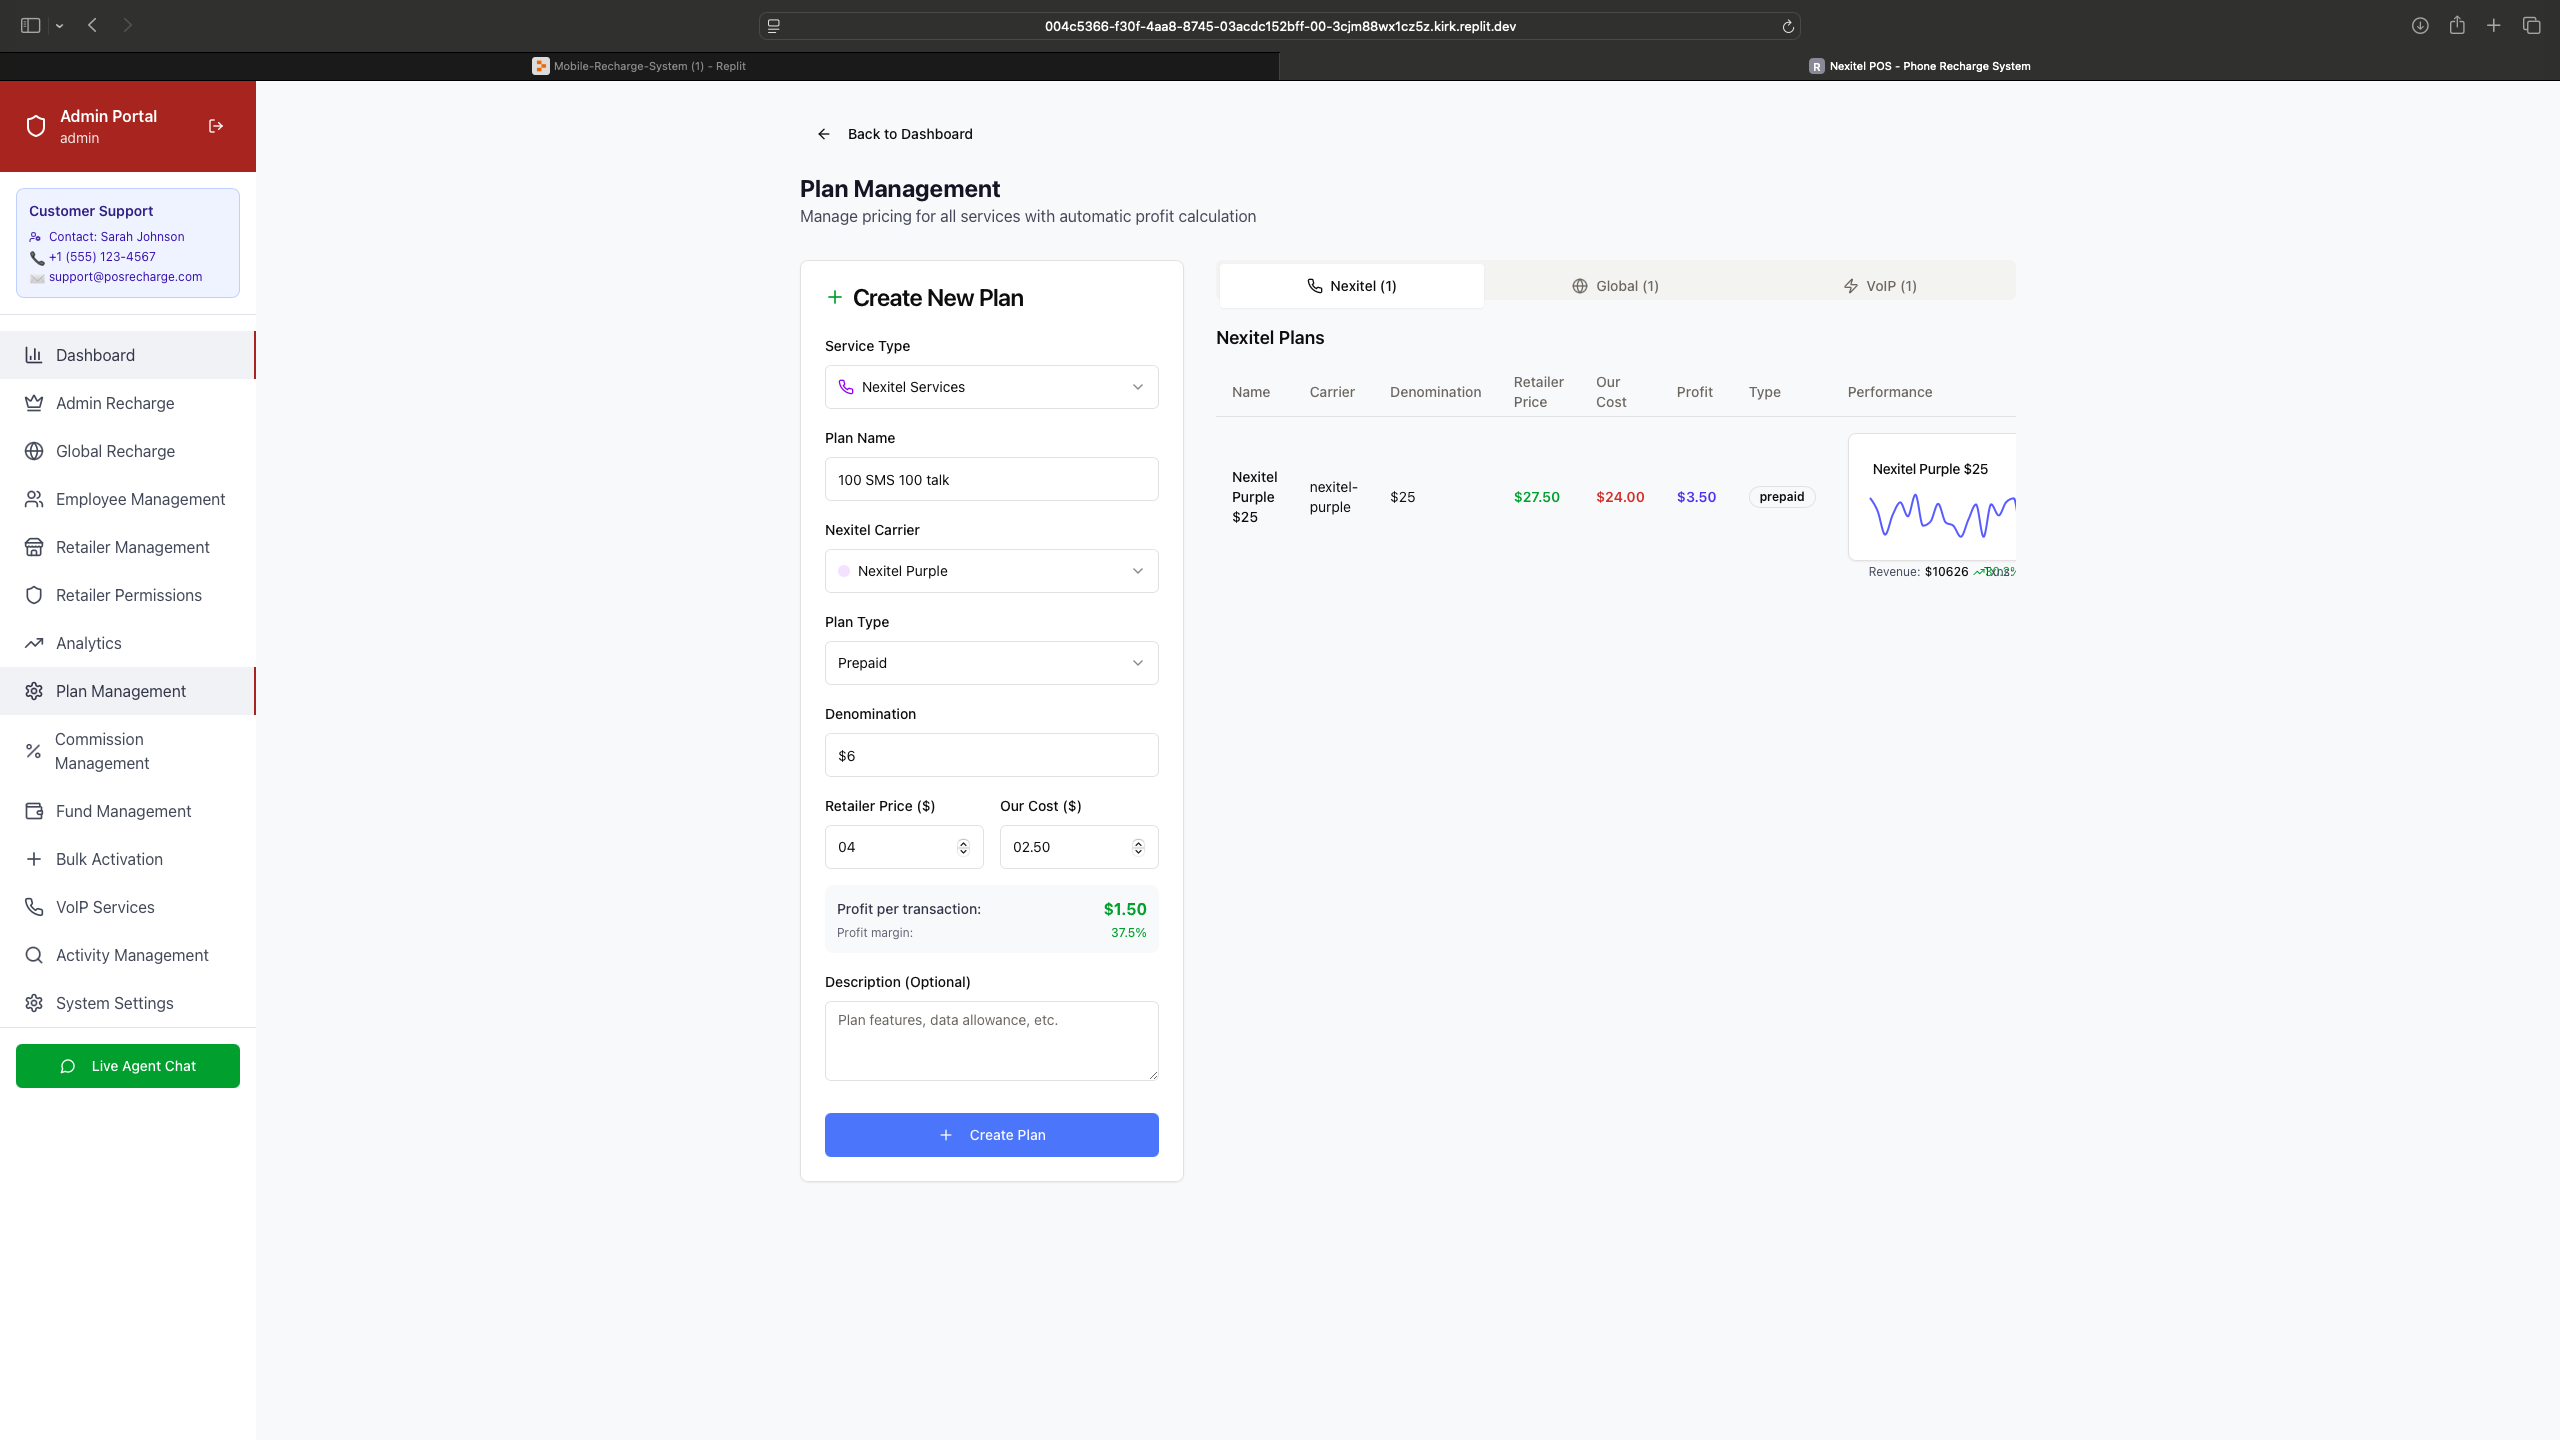 004c5366-f30f-4aa8-8745-03acdc152bff-00-3cjm88wx1cz5z.kirk.replit.dev
Mobile-Recharge-System (1) - Replit
R Nexitel POS - Phone Recharge System
Admin Portal
admin
Customer Support
Contact: Sarah Johnson
+1 (555) 123-4567
support@posrecharge.com
Dashboard
Admin Recharge
Global Recharge
Employee Management
Retailer Management
Retailer Permissions
Analytics
Plan Management
Commission
Management
Fund Management
Bulk Activation
VoIP Services
Activity Management
System Settings
Live Agent Chat
Back to Dashboard
Plan Management
Manage pricing for all services with automatic profit calculation
Create New Plan
Service Type
Nexitel Services
Plan Name
100 SMS 100 talk
Nexitel Carrier
Nexitel Purple
Plan Type
Prepaid
Denomination
$6
Retailer Price ($) Our Cost ($)
04 02.50
Profit per transaction: $1.50
Profit margin: 37.5%
Description (Optional)
Plan features, data allowance, etc.
Create Plan
Nexitel (1) Global (1) VoIP (1)
Nexitel Plans
Name Carrier Denomination Retailer Price Our Cost Profit Type Performance
Nexitel Purple $25 nexitel-purple $25 $27.50 $24.00 $3.50 prepaid
Nexitel Purple $25
Revenue: $10626